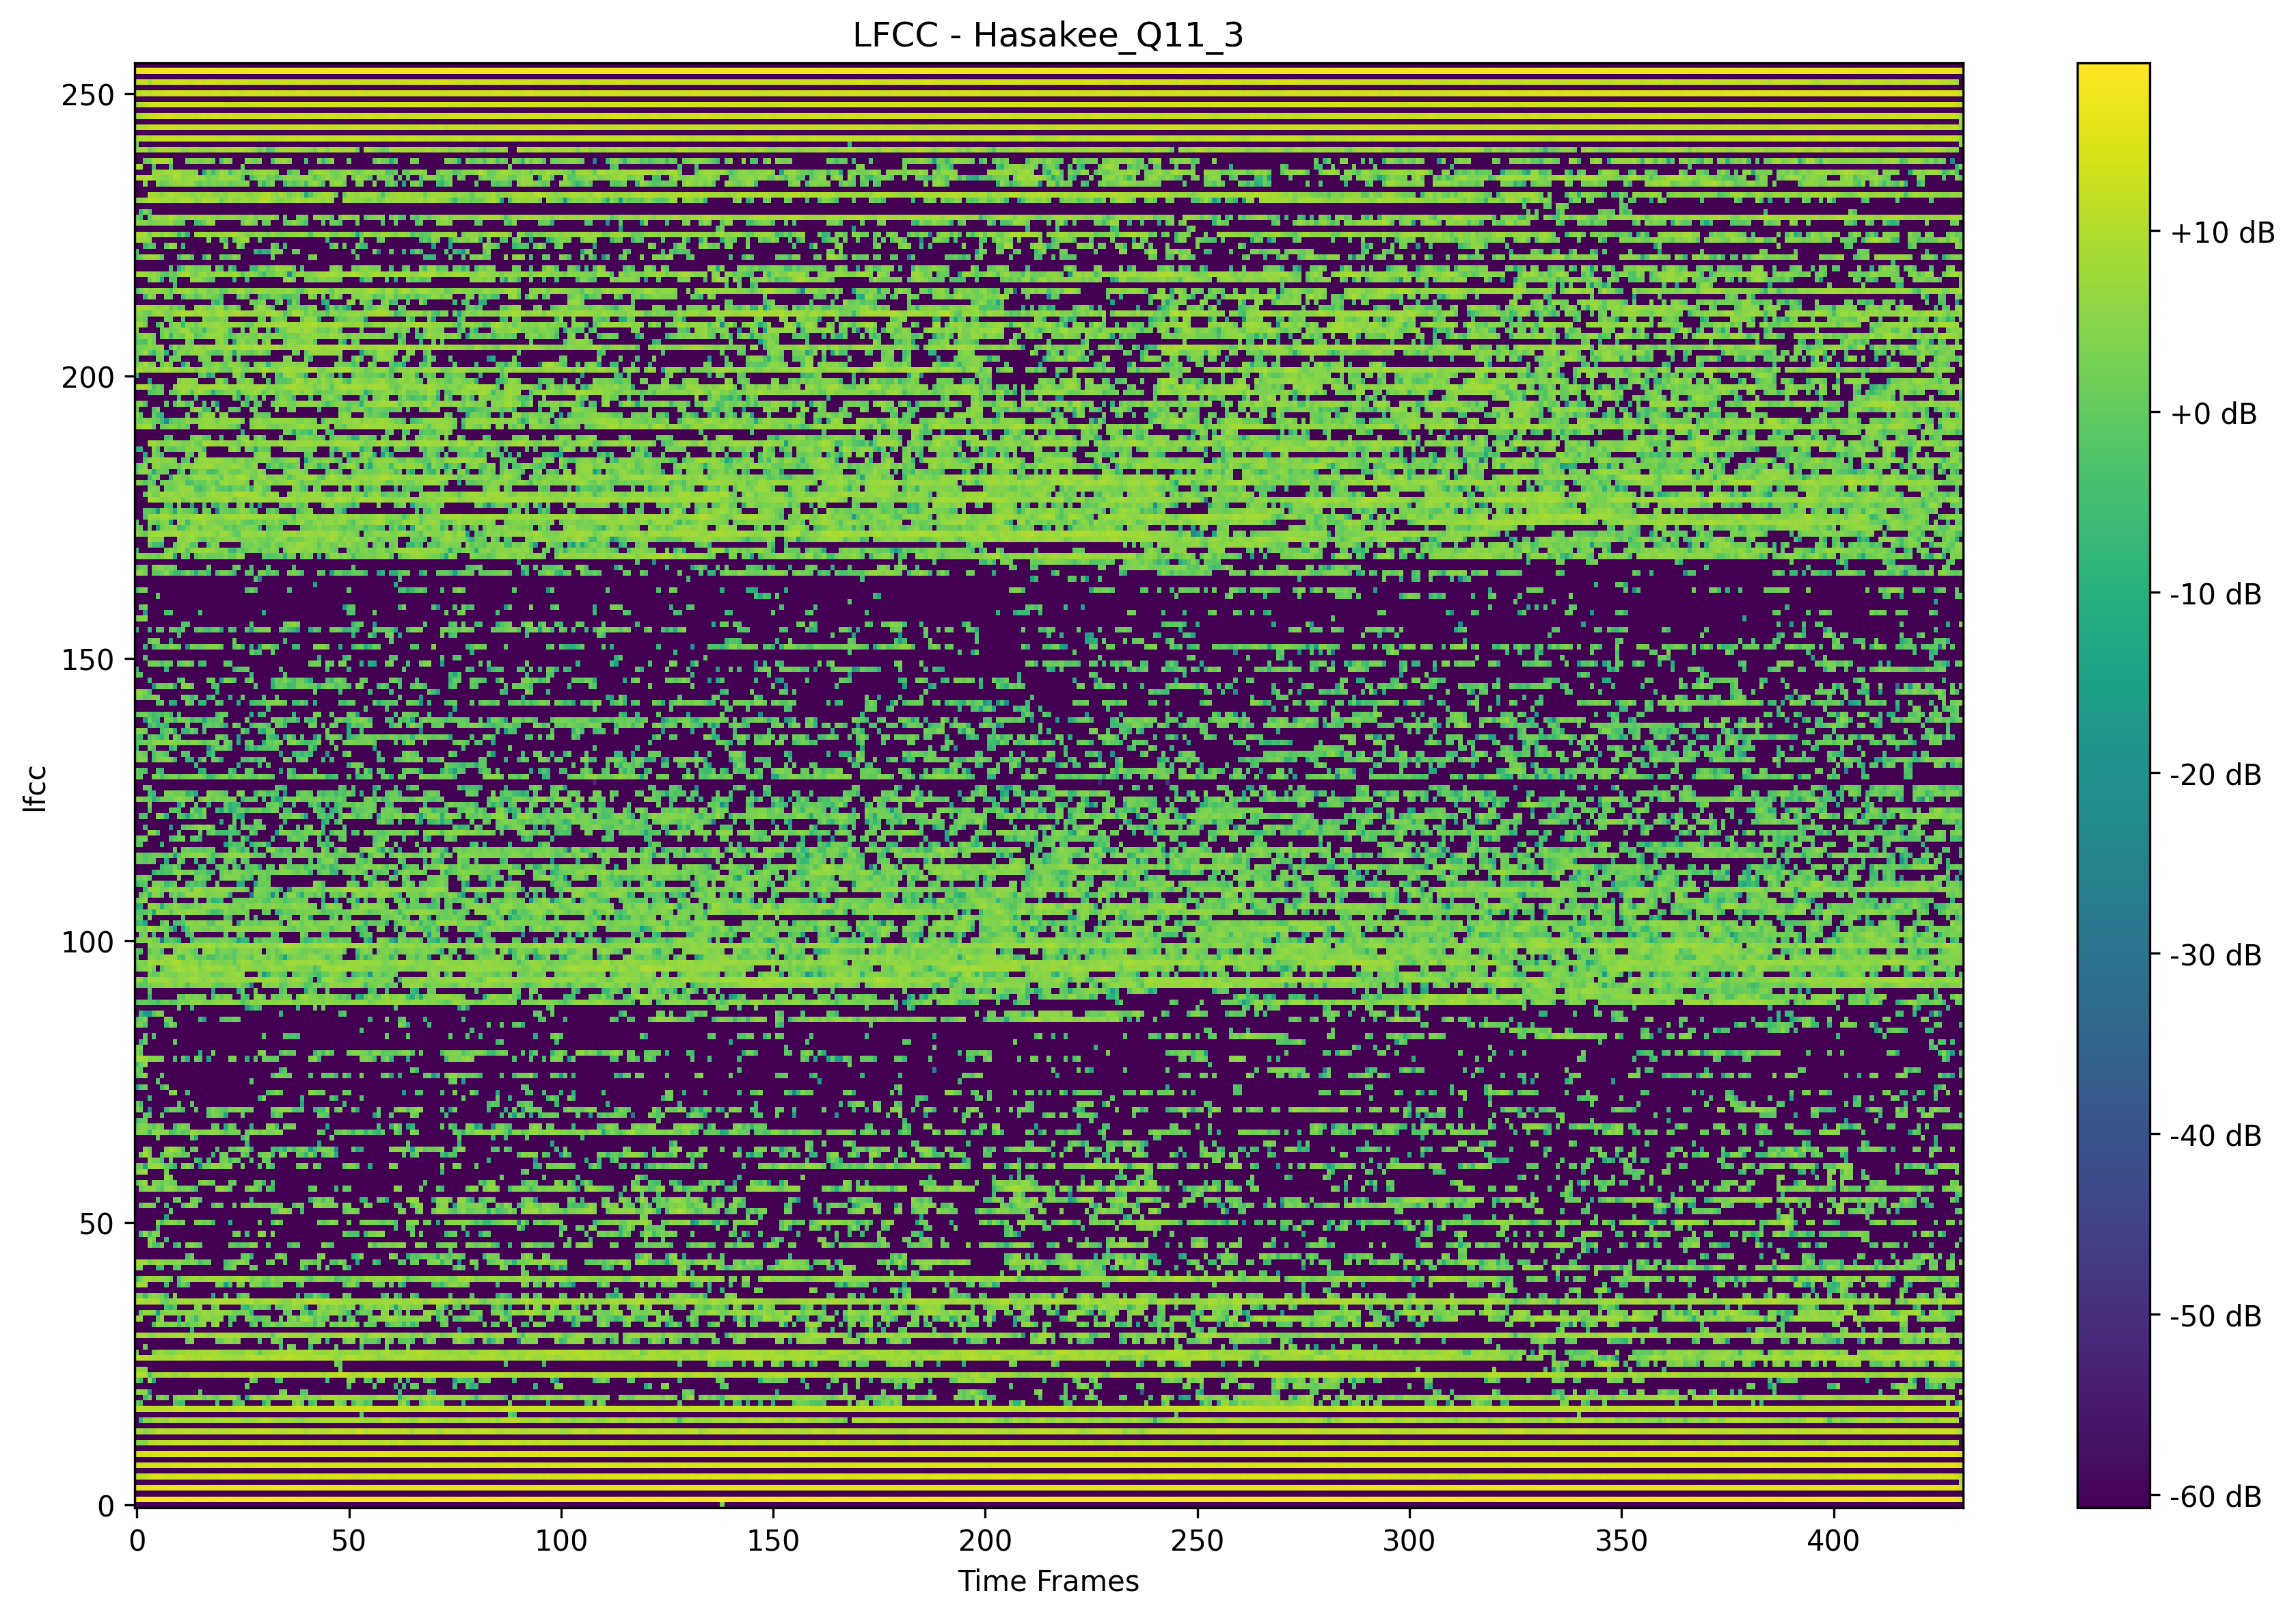 LFCC - Hasakee_Q11_3
250
200
150
100
50
0
lfcc
0 50 100 150 200 250 300 350 400
Time Frames
+10 dB
+0 dB
-10 dB
-20 dB
-30 dB
-40 dB
-50 dB
-60 dB